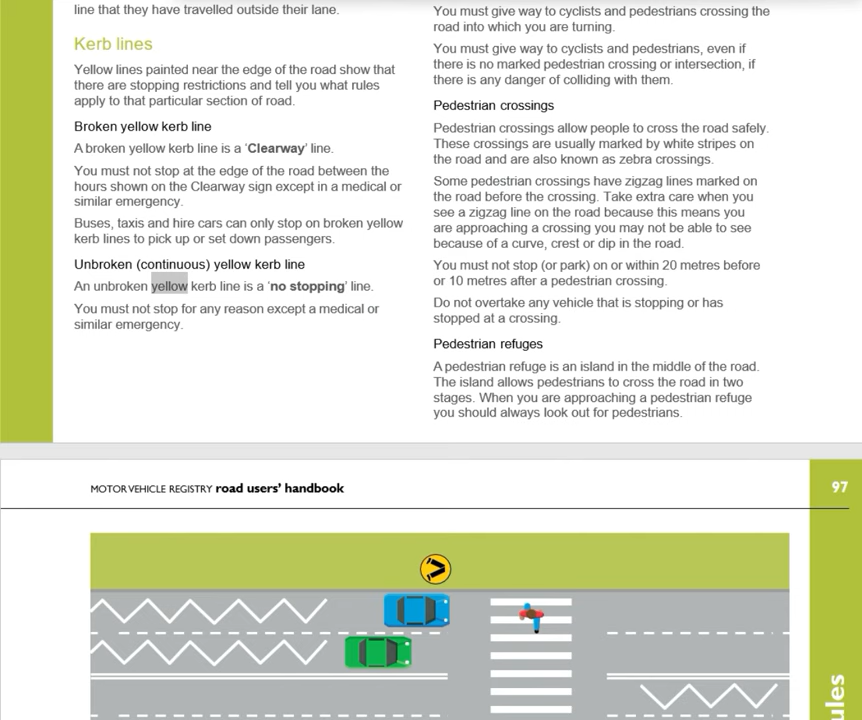 line that they have travelled outside their lane.
Kerb lines
Yellow lines painted near the edge of the road show that
there are stopping restrictions and tell you what rules
apply to that particular section of road.
Broken yellow kerb line
A broken yellow kerb line is a ‘Clearway’ line.
You must not stop at the edge of the road between the
hours shown on the Clearway sign except in a medical or
similar emergency.
Buses, taxis and hire cars can only stop on broken yellow
kerb lines to pick up or set down passengers.
Unbroken (continuous) yellow kerb line
An unbroken yellow kerb line is a ‘no stopping’ line.
You must not stop for any reason except a medical or
similar emergency.
You must give way to cyclists and pedestrians crossing the
road into which you are turning.
You must give way to cyclists and pedestrians, even if
there is no marked pedestrian crossing or intersection, if
there is any danger of colliding with them.
Pedestrian crossings
Pedestrian crossings allow people to cross the road safely.
These crossings are usually marked by white stripes on
the road and are also known as zebra crossings.
Some pedestrian crossings have zigzag lines marked on
the road before the crossing. Take extra care when you
see a zigzag line on the road because this means you
are approaching a crossing you may not be able to see
because of a curve, crest or dip in the road.
You must not stop (or park) on or within 20 metres before
or 10 metres after a pedestrian crossing.
Do not overtake any vehicle that is stopping or has
stopped at a crossing.
Pedestrian refuges
A pedestrian refuge is an island in the middle of the road.
The island allows pedestrians to cross the road in two
stages. When you are approaching a pedestrian refuge
you should always look out for pedestrians.
MOTOR VEHICLE REGISTRY road users’ handbook
97
ules